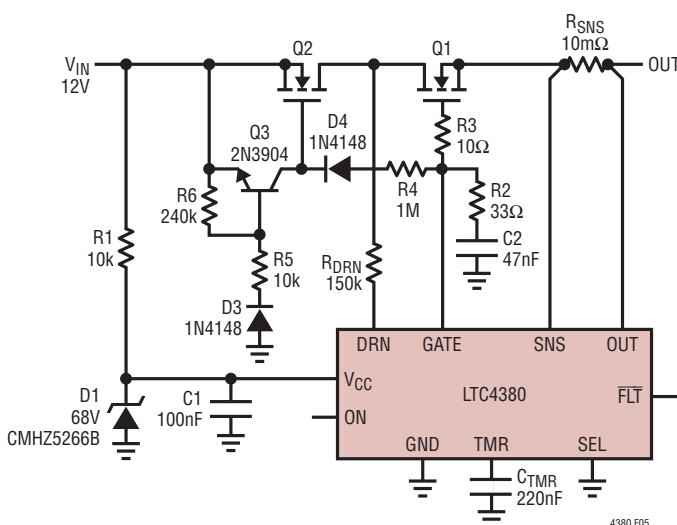 V_IN
12V
Q2
Q1
R_SNS
10mΩ
OUT
Q3
2N3904
D4
1N4148
R3
10Ω
R4
1M
R2
33Ω
C2
47nF
R6
240k
R1
10k
R5
10k
R_DRN
150k
D3
1N4148
DRN
GATE
SNS
OUT
V_CC
LTC4380
F̅L̅T̅
ON
GND
TMR
SEL
D1
68V
CMHZ5266B
C1
100nF
C_TMR
220nF
4380 F05